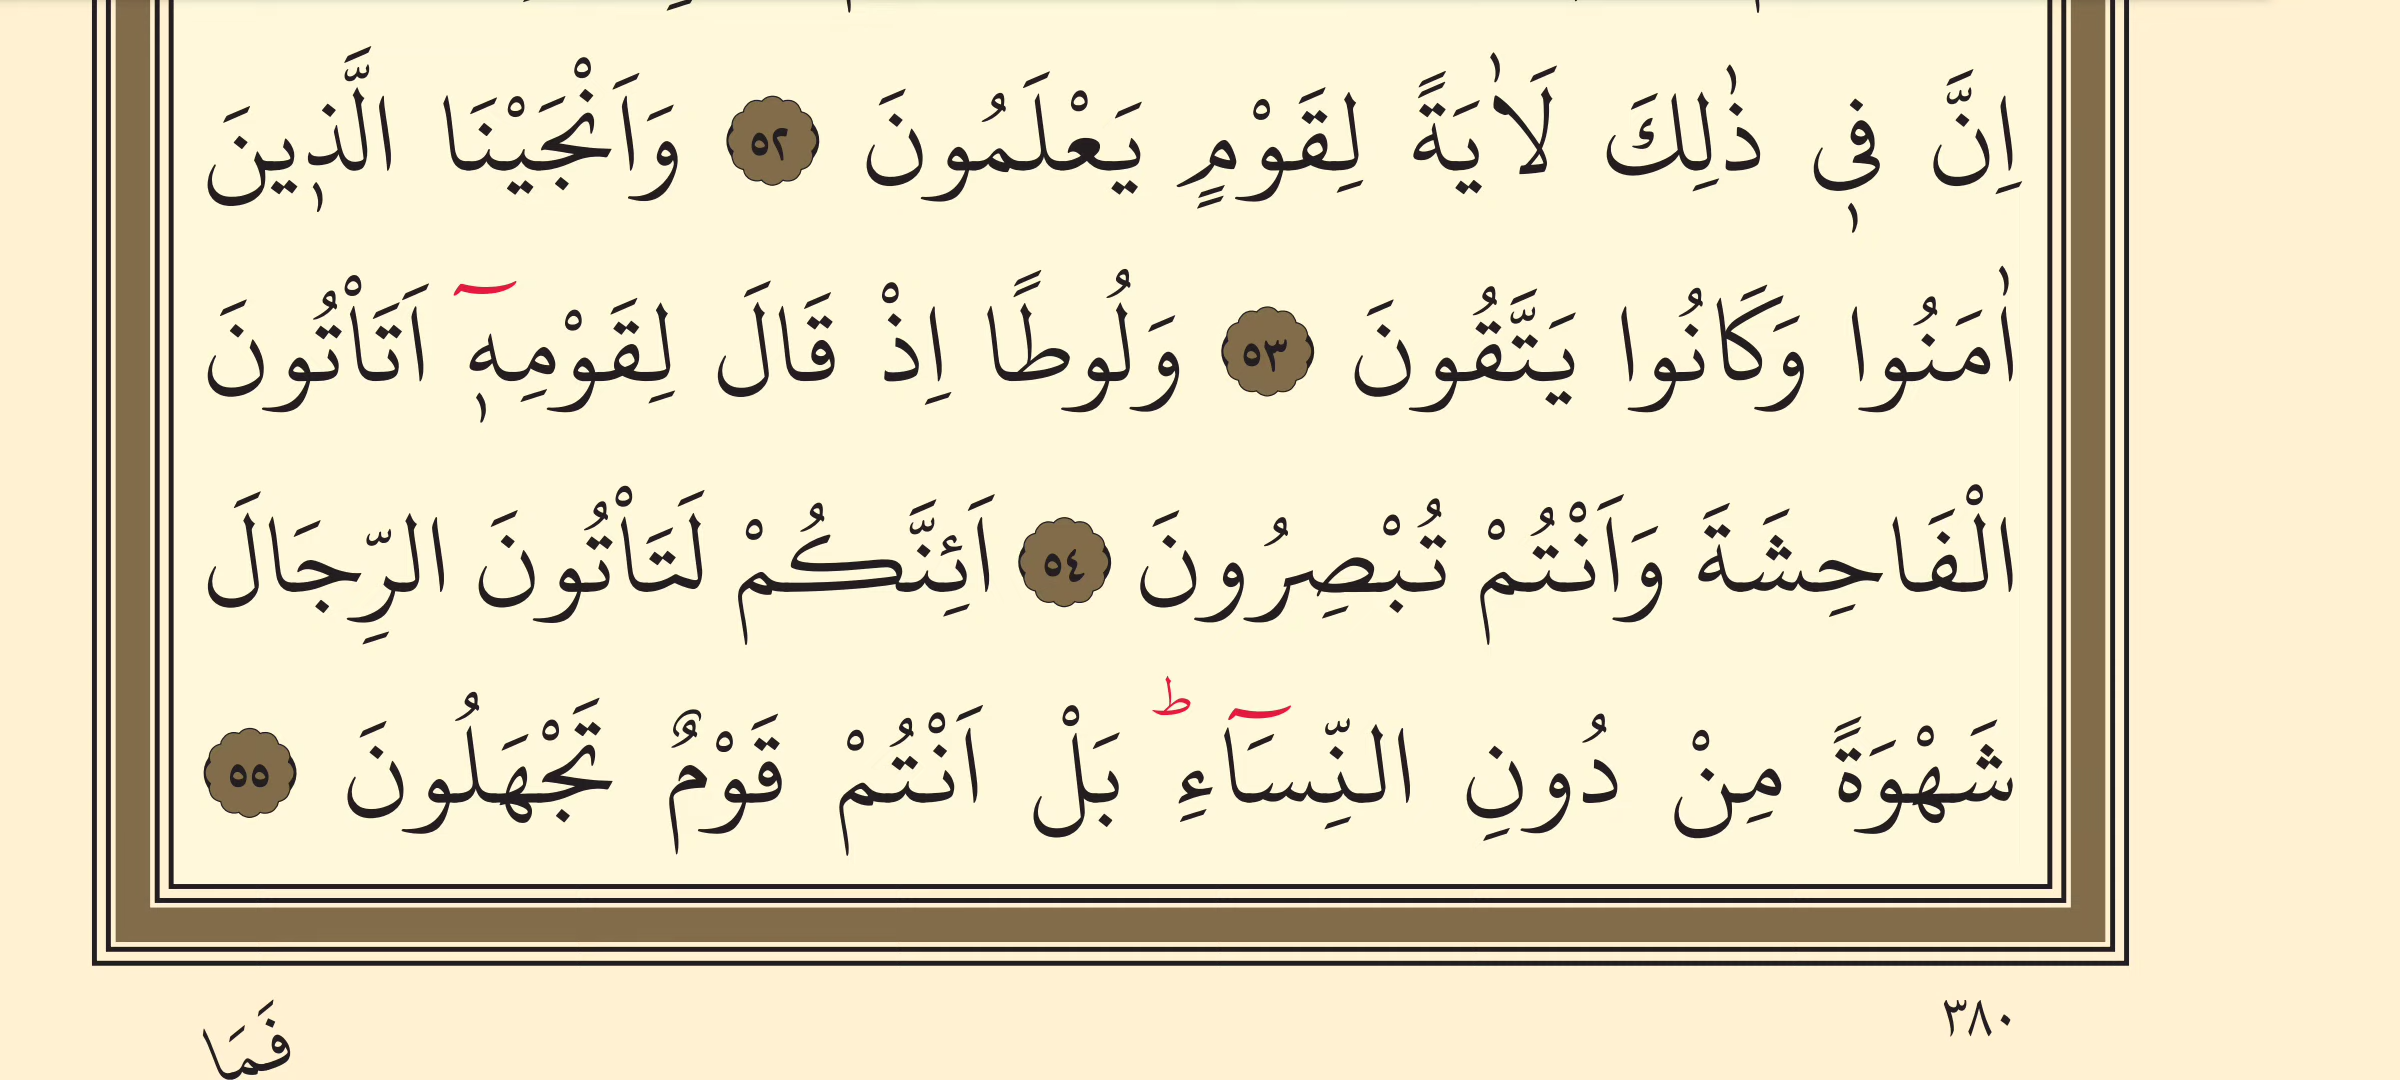 اِنَّ فٖى ذٰلِكَ لَاٰيَةً لِقَوْمٍ يَعْلَمُونَ ٥٢ وَاَنْجَيْنَا الَّذٖينَ
اٰمَنُوا وَكَانُوا يَتَّقُونَ ٥٣ وَلُوطًا اِذْ قَالَ لِقَوْمِهٖٓ اَتَاْتُونَ
الْفَاحِشَةَ وَاَنْتُمْ تُبْصِرُونَ ٥٤ اَئِنَّكُمْ لَتَاْتُونَ الرِّجَالَ
شَهْوَةً مِنْ دُونِ النِّسَٓاءِ ط بَلْ اَنْتُمْ قَوْمٌ تَجْهَلُونَ ٥٥
٣٨٠
فَمَا